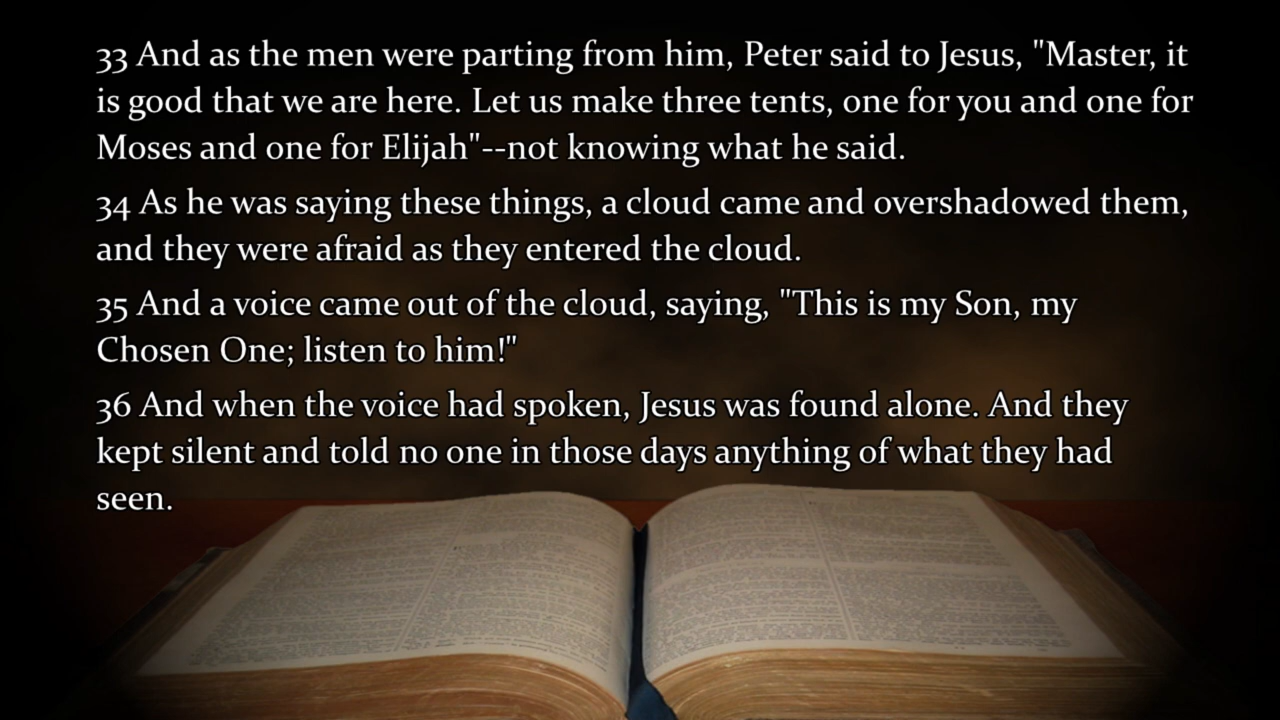 33 And as the men were parting from him, Peter said to Jesus, "Master, it
is good that we are here. Let us make three tents, one for you and one for
Moses and one for Elijah"--not knowing what he said.
34 As he was saying these things, a cloud came and overshadowed them,
and they were afraid as they entered the cloud.
35 And a voice came out of the cloud, saying, "This is my Son, my
Chosen One; listen to him!"
36 And when the voice had spoken, Jesus was found alone. And they
kept silent and told no one in those days anything of what they had
seen.